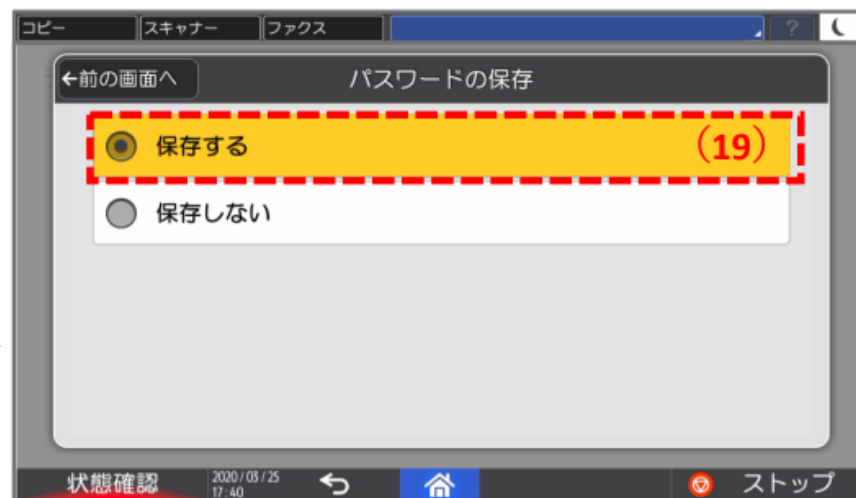 コピー スキャナー ファクス ?
←前の画面へ パスワードの保存
保存する (19)
保存しない
状態確認 2020/03/25 17:40 ストップ